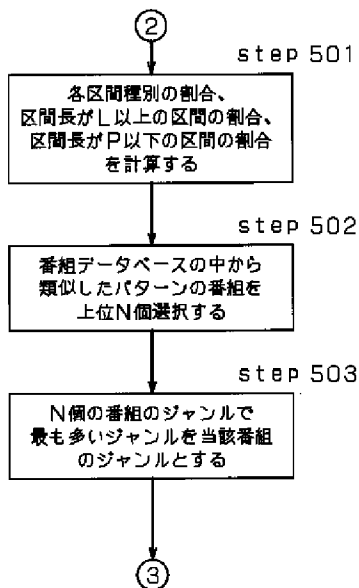 ②
step 501
各区間種別の割合、
区間長がL以上の区間の割合、
区間長がP以下の区間の割合
を計算する
step 502
番組データベースの中から
類似したパターンの番組を
上位N個選択する
step 503
N個の番組のジャンルで
最も多いジャンルを当該番組
のジャンルとする
③